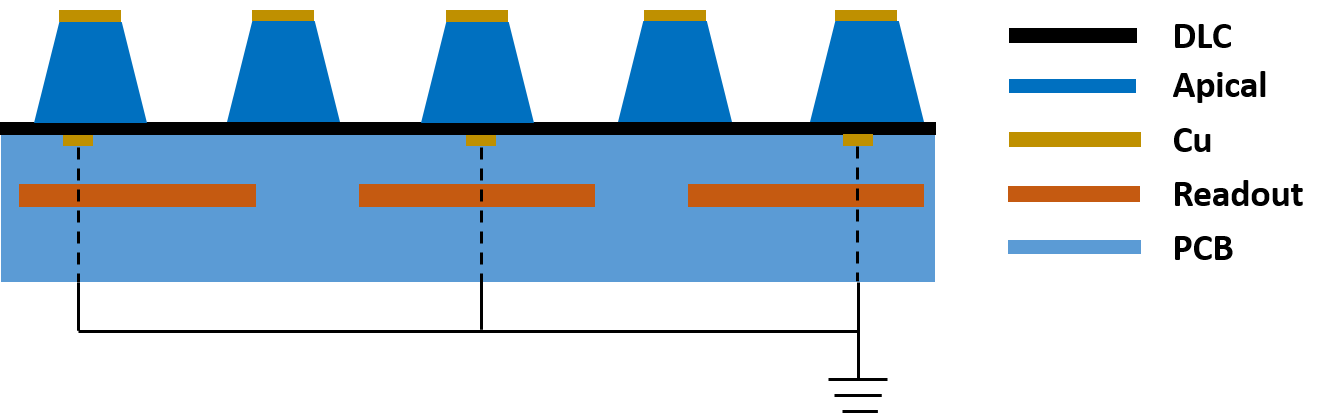 DLC
Apical
Cu
Readout
PCB